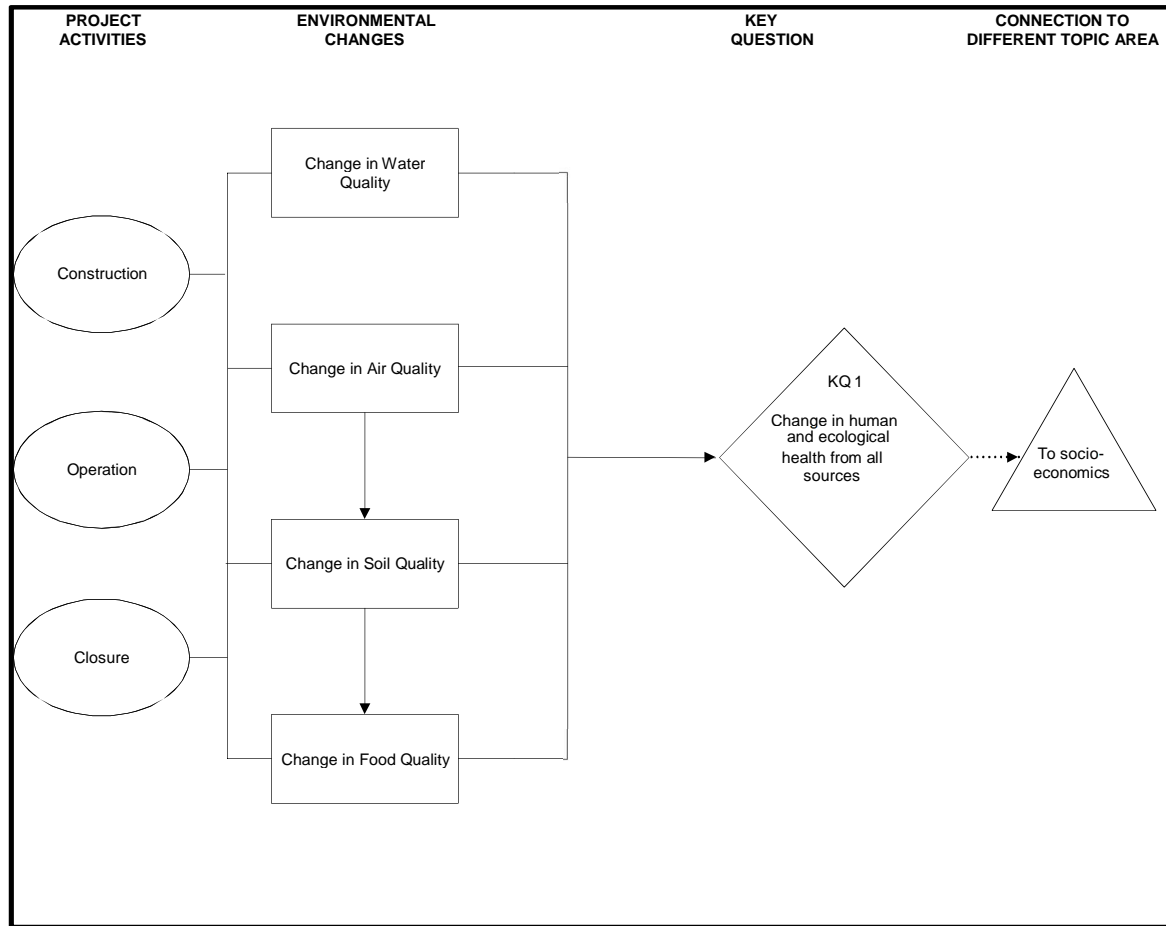 PROJECT
ACTIVITIES
ENVIRONMENTAL
CHANGES
KEY
QUESTION
CONNECTION TO
DIFFERENT TOPIC AREA
Change in Water
Quality
Construction
Change in Air Quality
KQ 1
Change in human
and ecological
health from all
sources
To socio-
economics
Operation
Change in Soil Quality
Closure
Change in Food Quality